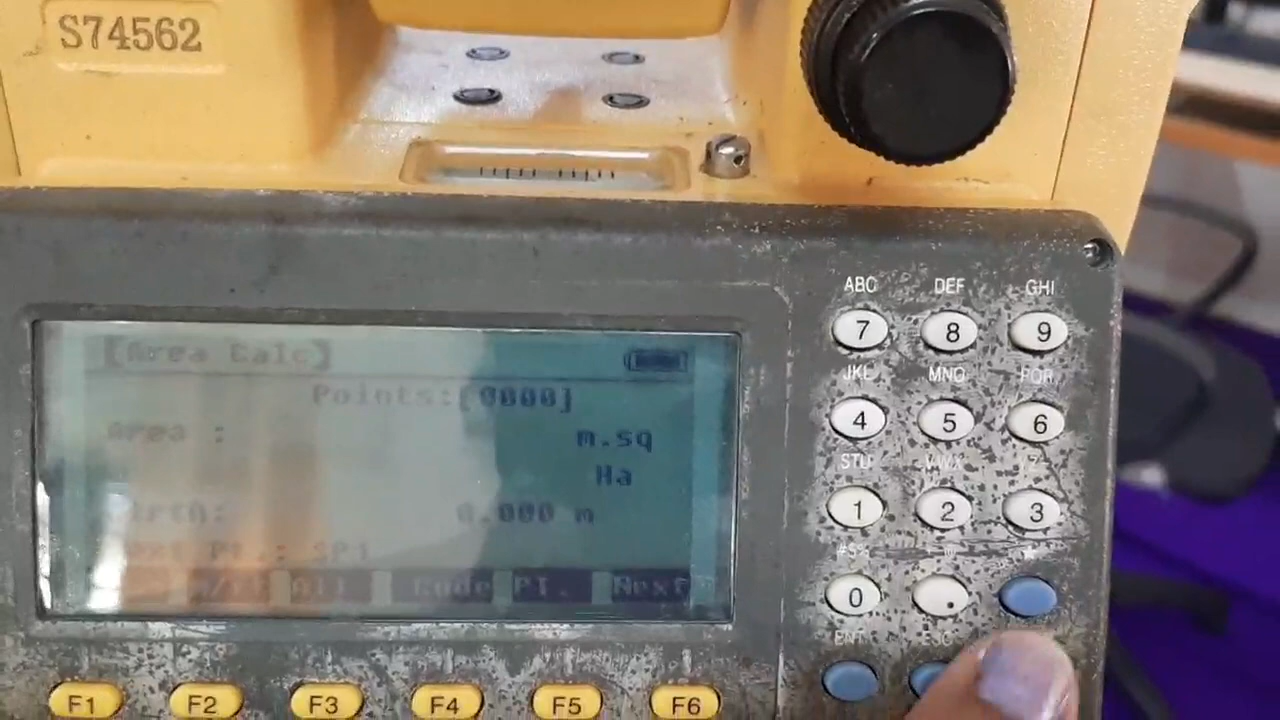 S74562
[Area Calc]
Points:[0000]
Area : m.sq
Ha
0.000 m
Pt.: SP1
All Code Pt. Next
ABC DEF GHI
7 8 9
JKL MNO PQR
4 5 6
STU VWX YZ
1 2 3
0 .
ENT ESC
F1 F2 F3 F4 F5 F6